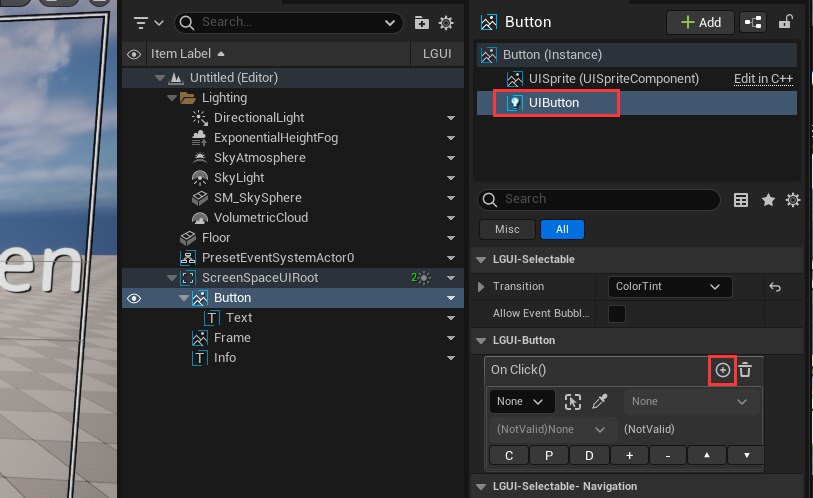 en
Search...
Item Label
LGUI
Untitled (Editor)
Lighting
DirectionalLight
ExponentialHeightFog
SkyAtmosphere
SkyLight
SM_SkySphere
VolumetricCloud
Floor
PresetEventSystemActor0
ScreenSpaceUIRoot
2
Button
Text
Frame
Info
Button
Add
Button (Instance)
UISprite (UISpriteComponent)
Edit in C++
UIButton
Search
Misc
All
LGUI-Selectable
Transition
ColorTint
Allow Event Bubbl...
LGUI-Button
On Click()
None
None
(NotValid)None
(NotValid)
C P D + -
LGUI-Selectable- Navigation